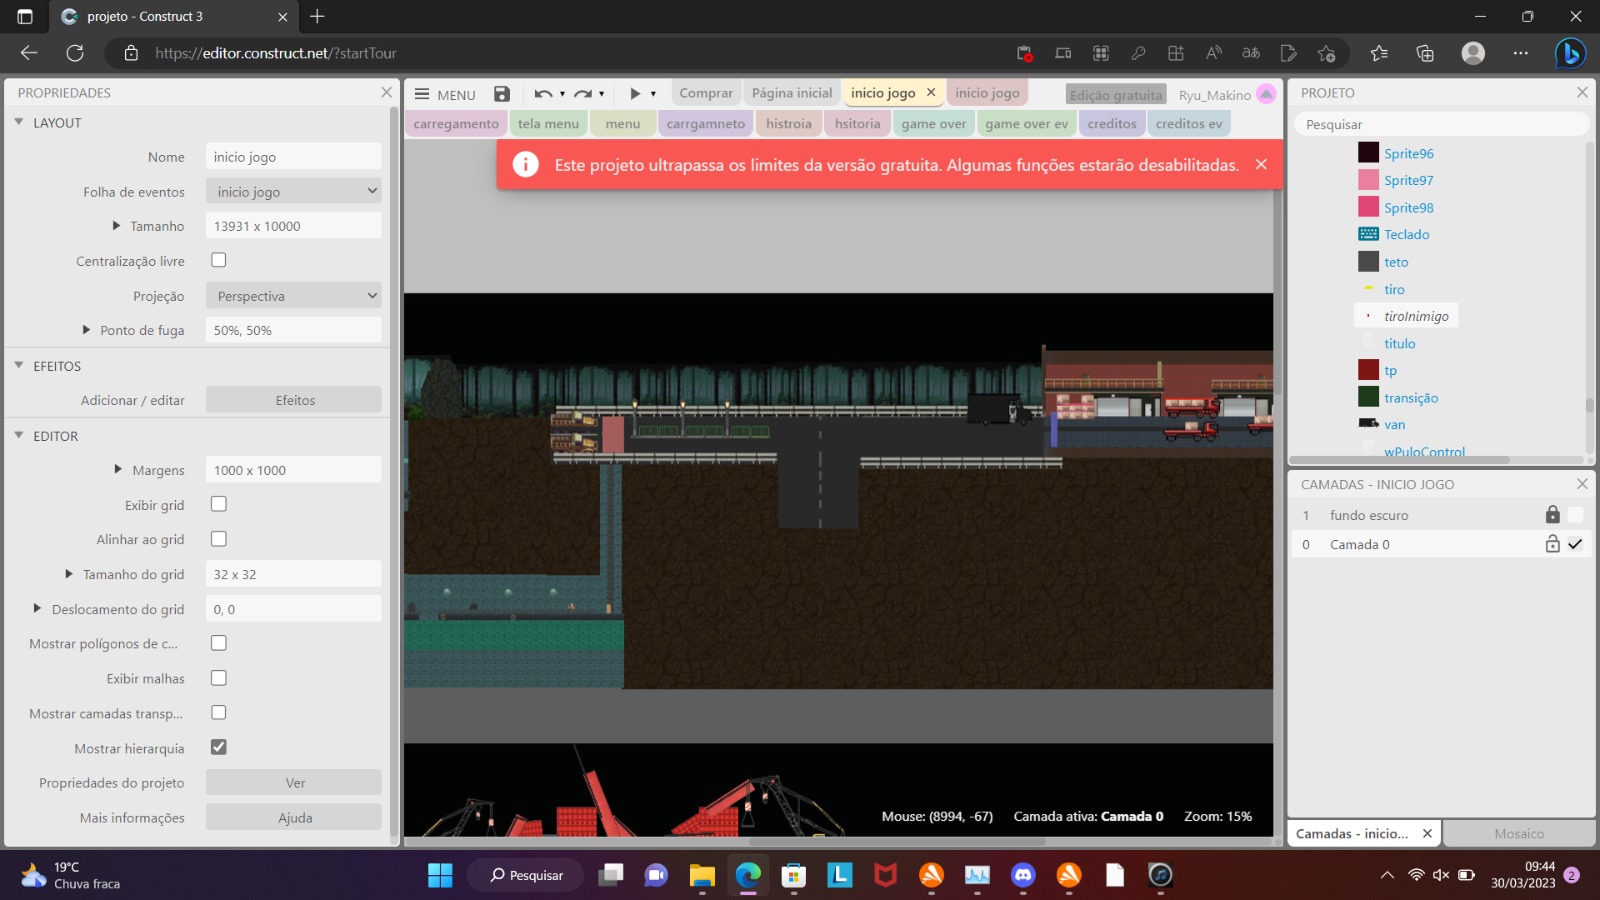 projeto - Construct 3
https://editor.construct.net/?startTour
PROPRIEDADES
LAYOUT
Nome inicio jogo
Folha de eventos inicio jogo
Tamanho 13931 x 10000
Centralização livre
Projeção Perspectiva
Ponto de fuga 50%, 50%
EFEITOS
Adicionar / editar Efeitos
EDITOR
Margens 1000 x 1000
Exibir grid
Alinhar ao grid
Tamanho do grid 32 x 32
Deslocamento do grid 0, 0
Mostrar polígonos de c...
Exibir malhas
Mostrar camadas transp...
Mostrar hierarquia
Propriedades do projeto Ver
Mais informações Ajuda
MENU Comprar Página inicial inicio jogo inicio jogo Edição gratuita Ryu_Makino
carregamento tela menu menu carrgamneto histroia hsitoria game over game over ev creditos creditos ev
Este projeto ultrapassa os limites da versão gratuita. Algumas funções estarão desabilitadas.
Mouse: (8994, -67) Camada ativa: Camada 0 Zoom: 15%
PROJETO
Pesquisar
Sprite96
Sprite97
Sprite98
Teclado
teto
tiro
tiroInimigo
titulo
tp
transição
van
wPuloControl
CAMADAS - INICIO JOGO
1 fundo escuro
0 Camada 0
Camadas - inicio... Mosaico
19°C
Chuva fraca
Pesquisar
L
09:44
30/03/2023
2